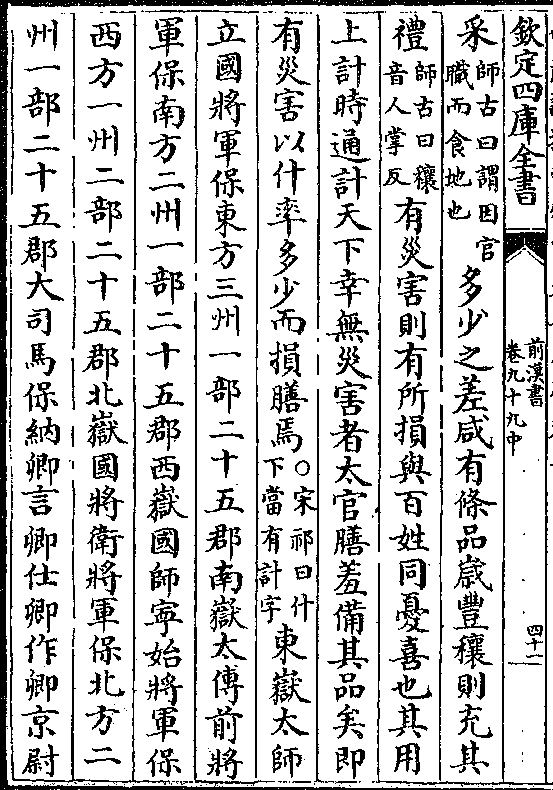 欽定四庫全書
前漢書
卷九十九中
四十一
采師古曰謂因官職而食地也多少之差咸有條品歳豐穰則充其
禮師古曰穰音人掌反有災害則有所損與百姓同憂喜也其用
上計時通計天下幸無災害者太官膳羞備其品矣即
有災害以什率多少而損膳焉○宋祁曰什下當有計字東嶽太師
立國將軍保東方三州一部二十五郡南嶽太傅前將
軍保南方二州一部二十五郡西嶽國師寧始將軍保
西方一州二部二十五郡北嶽國將衛將軍保北方二
州一部二十五郡大司馬保納卿言卿仕卿作卿京尉